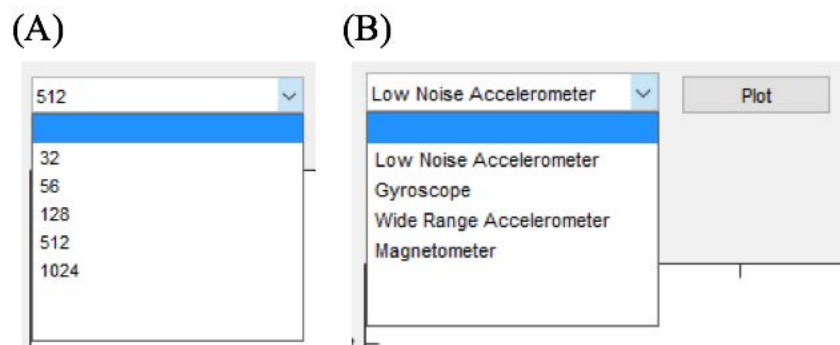 (A)
512
32
56
128
512
1024
(B)
Low Noise Accelerometer
Plot
Low Noise Accelerometer
Gyroscope
Wide Range Accelerometer
Magnetometer